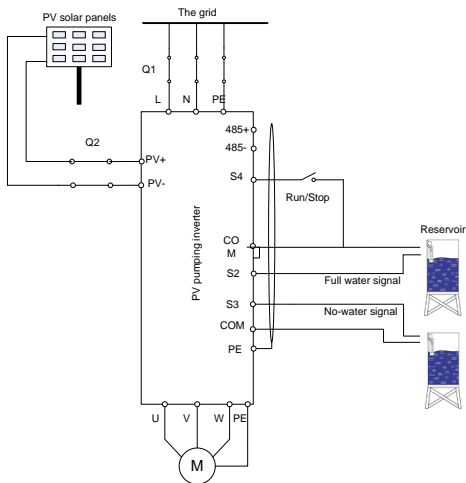 PV solar panels
The grid
Q1
L N PE
Q2
485+
485-
PV+
PV-
S4
Run/Stop
PV pumping inverter
Reservoir
CO
M
S2
Full water signal
S3
No-water signal
COM
PE
U V W PE
M